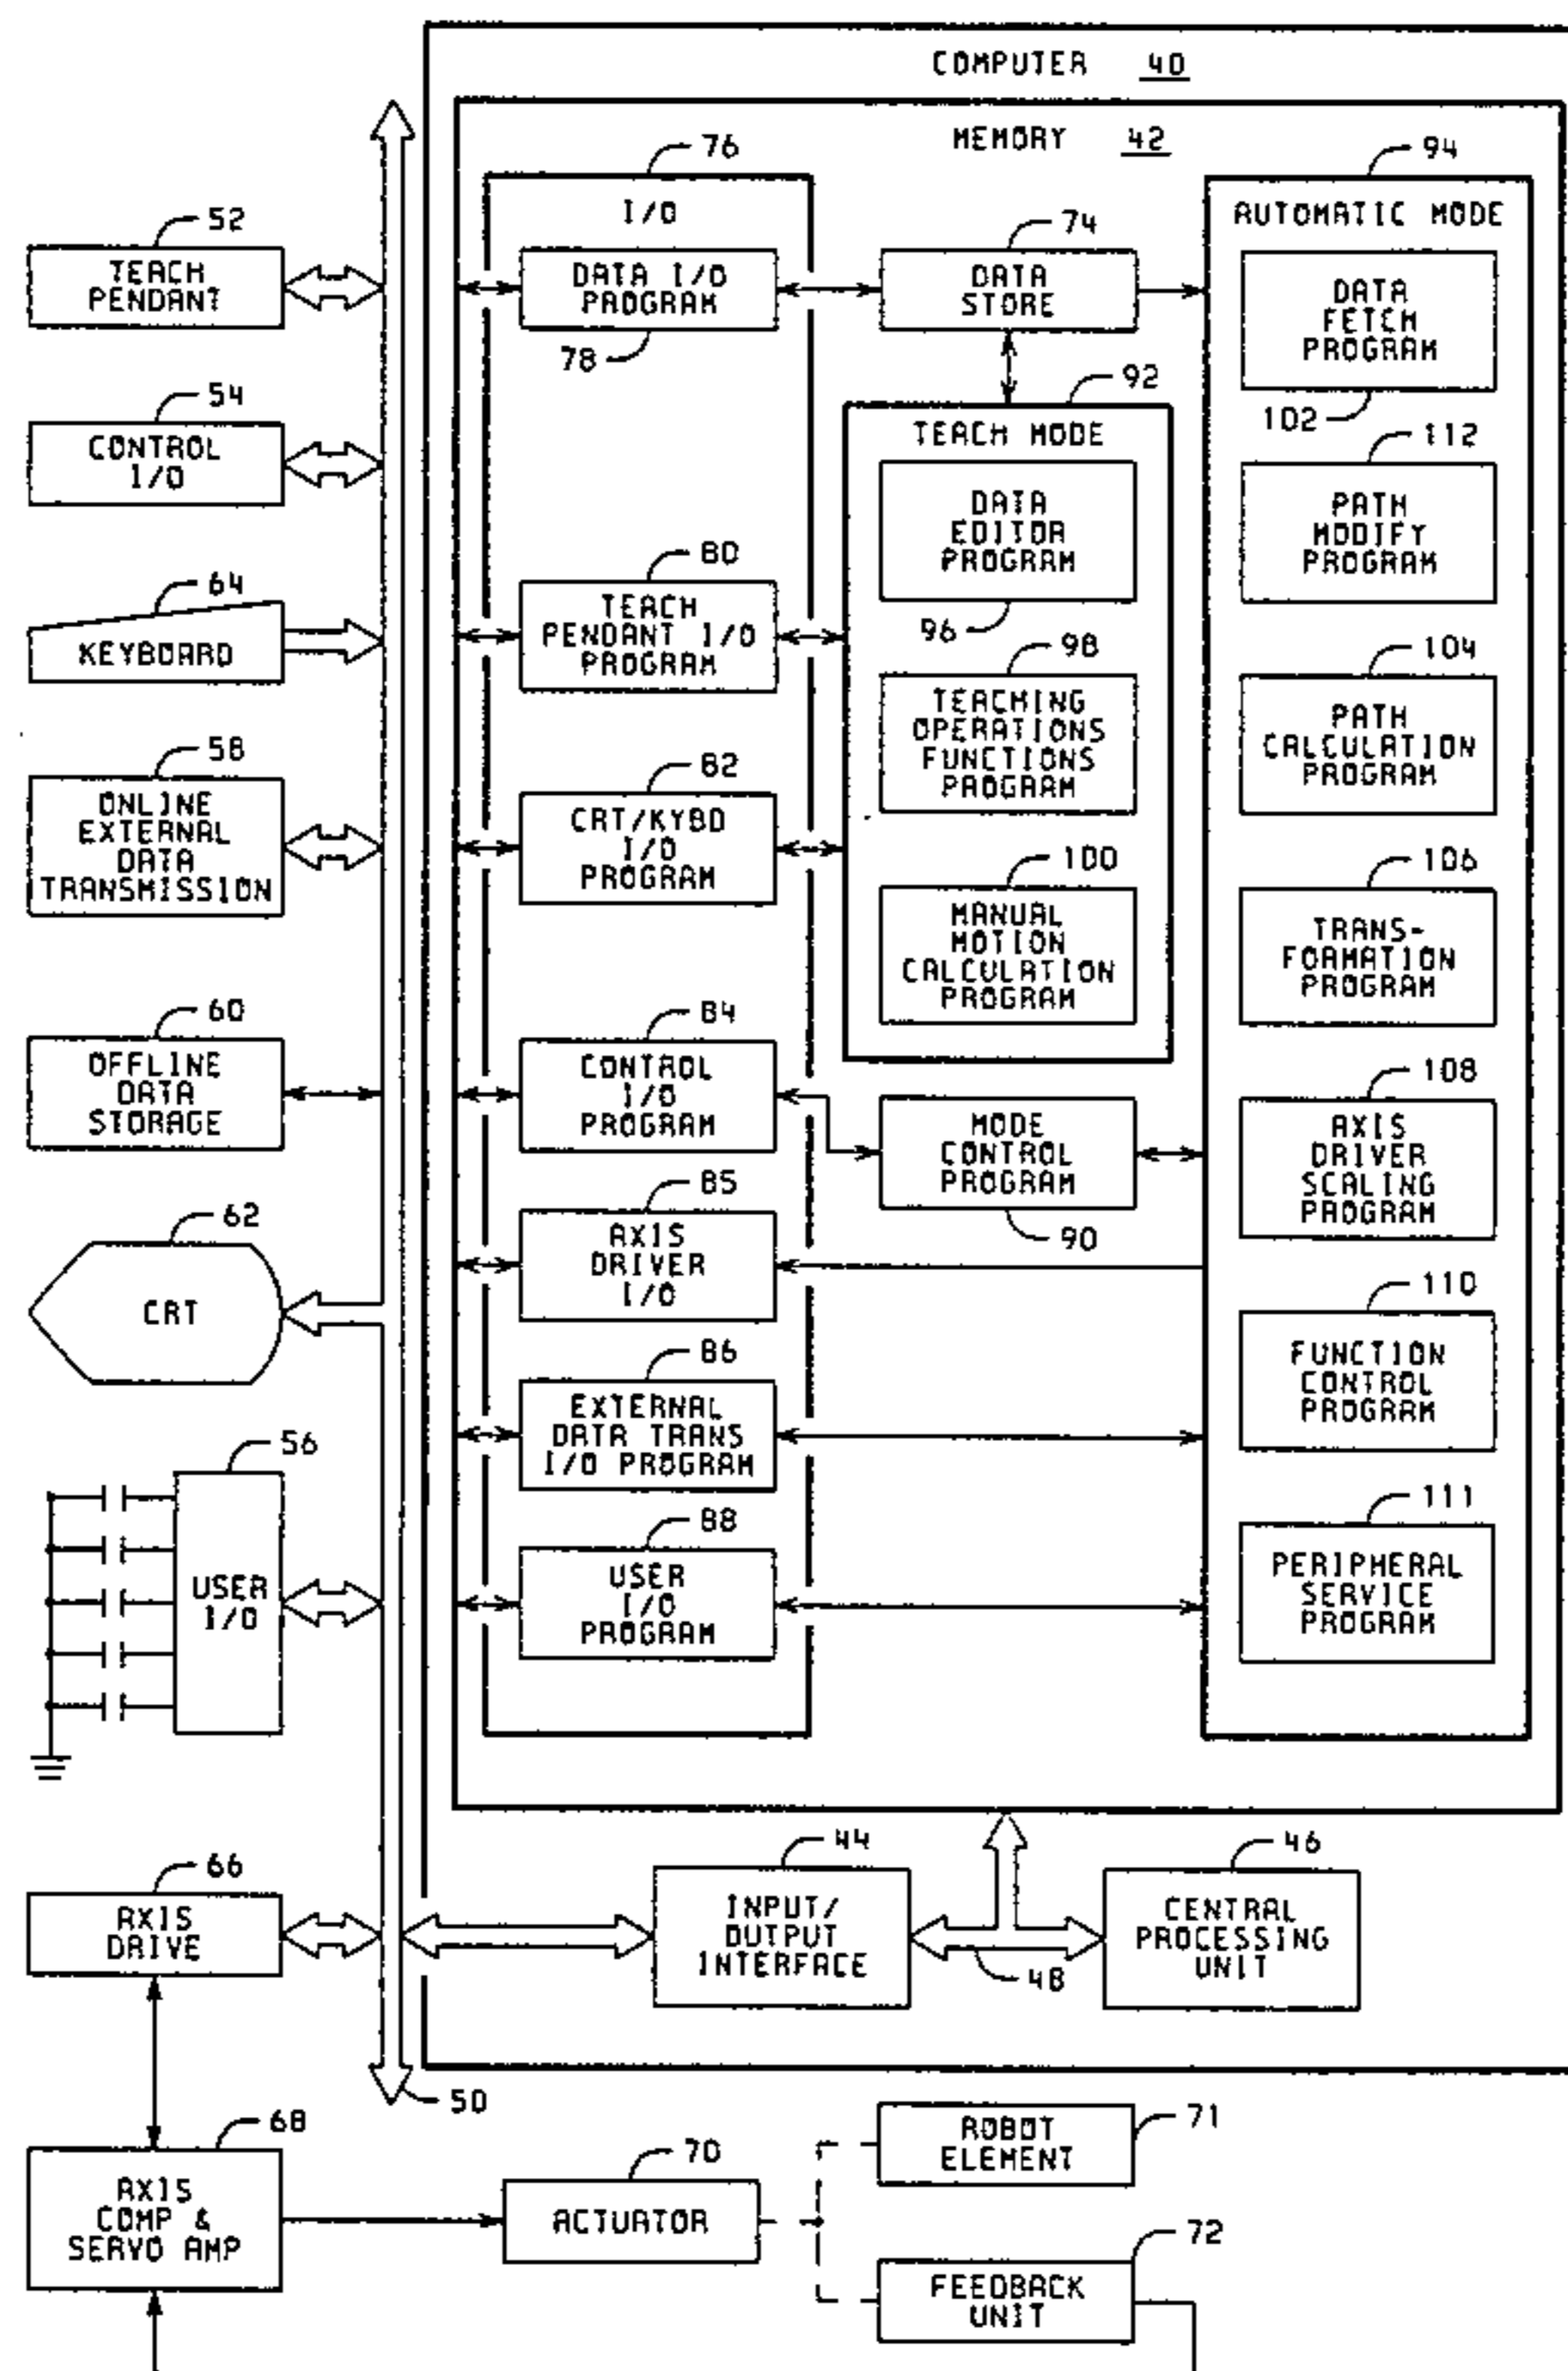 COMPUTER 40
MEMORY 42
76
I/O
94
AUTOMATIC MODE
52
TEACH
PENDANT
54
CONTROL
I/O
64
KEYBOARD
58
ONLINE
EXTERNAL
DATA
TRANSMISSION
60
OFFLINE
DATA
STORAGE
62
CRT
56
USER
I/O
66
AXIS
DRIVE
68
AXIS
COMP &
SERVO AMP
50
DATA I/O
PROGRAM
78
80
TEACH
PENDANT I/O
PROGRAM
82
CRT/KYBD
I/O
PROGRAM
84
CONTROL
I/O
PROGRAM
85
AXIS
DRIVER
I/O
86
EXTERNAL
DATA TRANS
I/O PROGRAM
88
USER
I/O
PROGRAM
74
DATA
STORE
92
TEACH MODE
DATA
EDITOR
PROGRAM
96
98
TEACHING
OPERATIONS
FUNCTIONS
PROGRAM
100
MANUAL
MOTION
CALCULATION
PROGRAM
MODE
CONTROL
PROGRAM
90
DATA
FETCH
PROGRAM
102
112
PATH
MODIFY
PROGRAM
104
PATH
CALCULATION
PROGRAM
106
TRANS-
FORMATION
PROGRAM
108
AXIS
DRIVER
SCALING
PROGRAM
110
FUNCTION
CONTROL
PROGRAM
111
PERIPHERAL
SERVICE
PROGRAM
44
INPUT/
OUTPUT
INTERFACE
48
46
CENTRAL
PROCESSING
UNIT
70
ACTUATOR
71
ROBOT
ELEMENT
72
FEEDBACK
UNIT